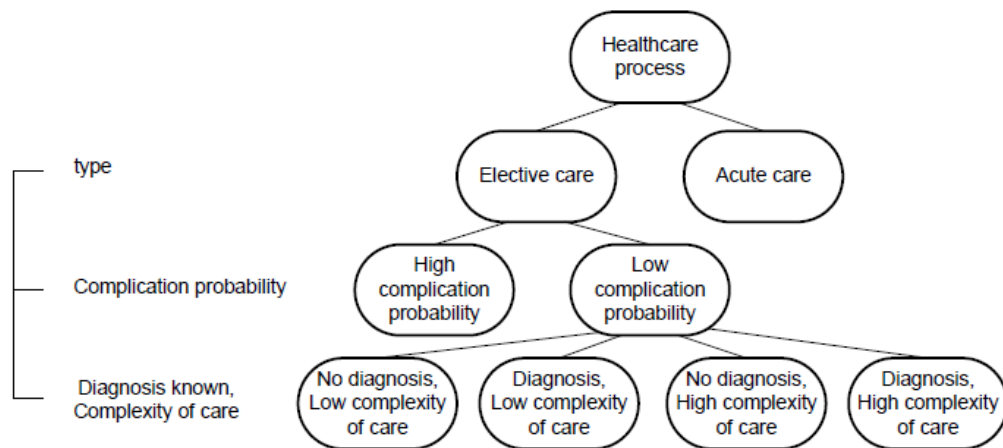 Healthcare
process
type
Elective care
Acute care
Complication probability
High
complication
probability
Low
complication
probability
Diagnosis known,
Complexity of care
No diagnosis,
Low complexity
of care
Diagnosis,
Low complexity
of care
No diagnosis,
High complexity
of care
Diagnosis,
High complexity
of care